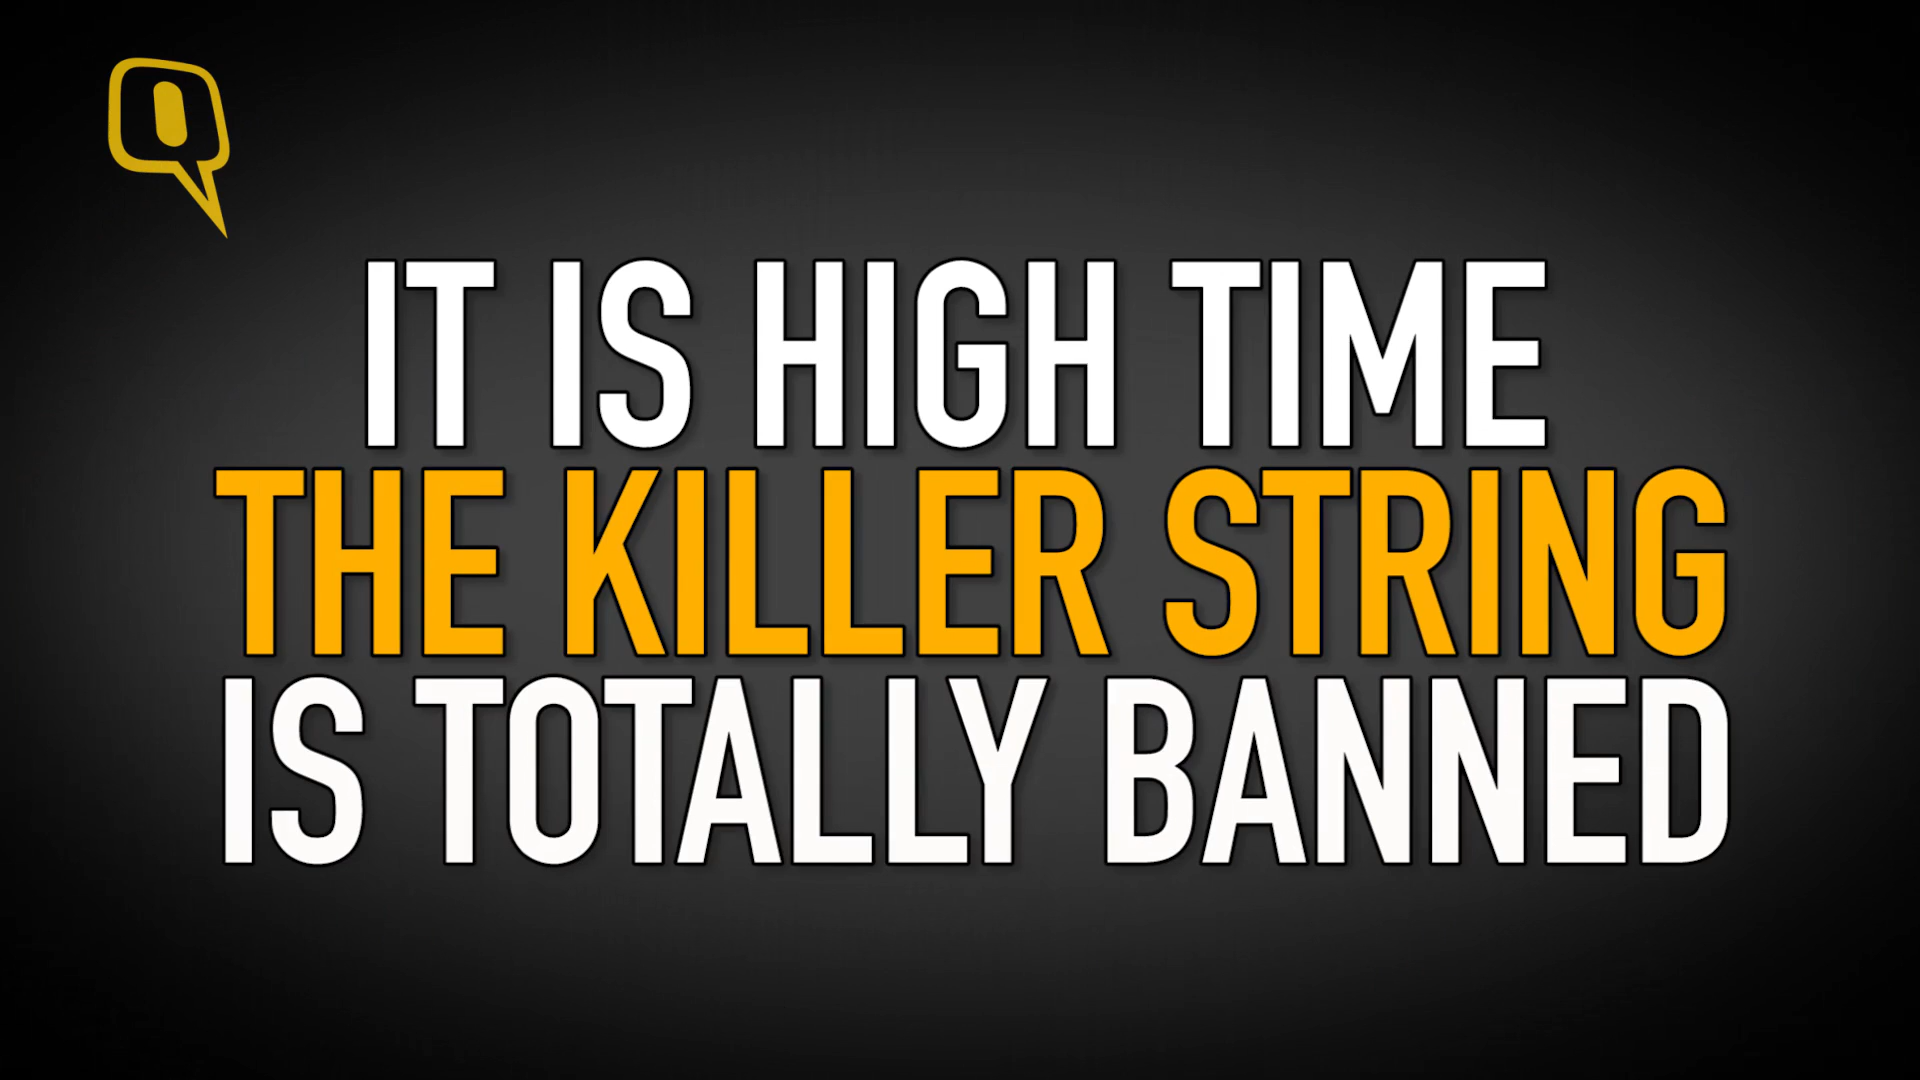 IT IS HIGH TIME
THE KILLER STRING
IS TOTALLY BANNED